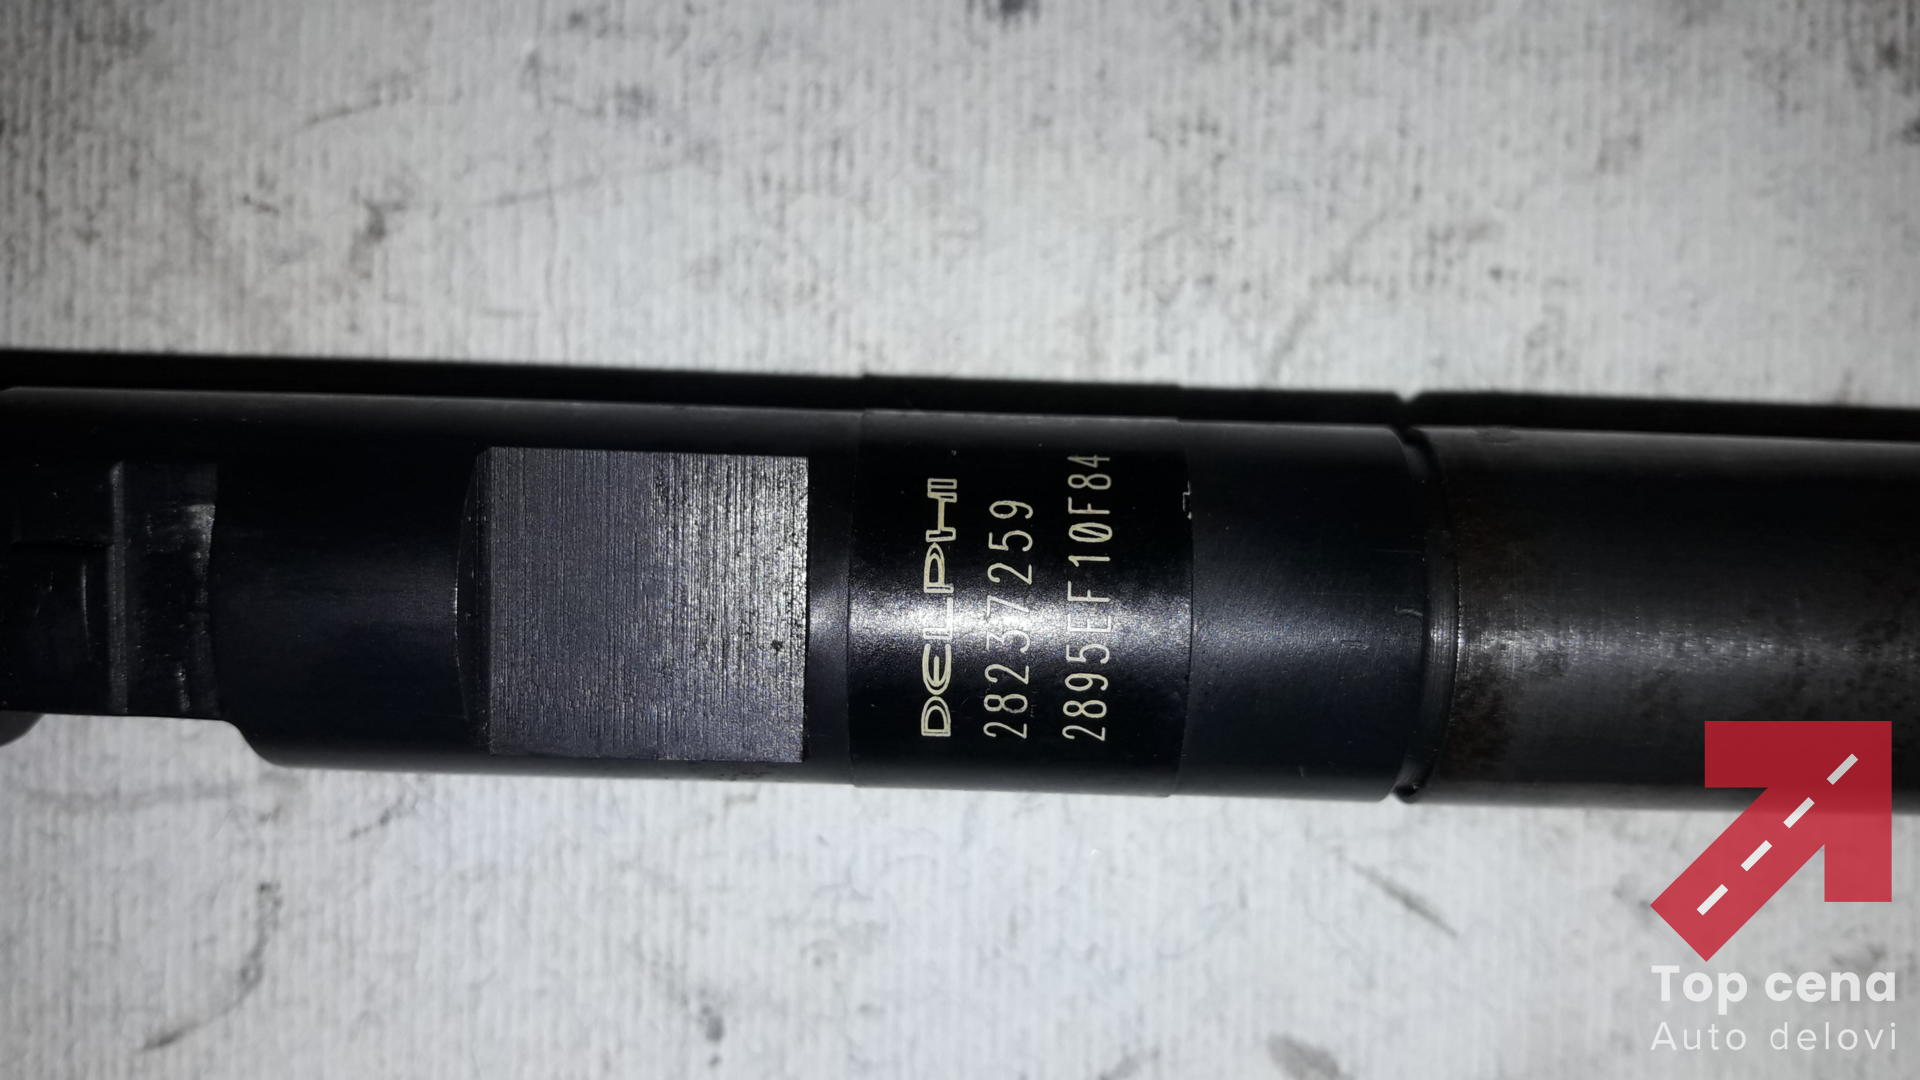 DELPHI
28237259
2895EF10F84
Top cena
Auto delovi